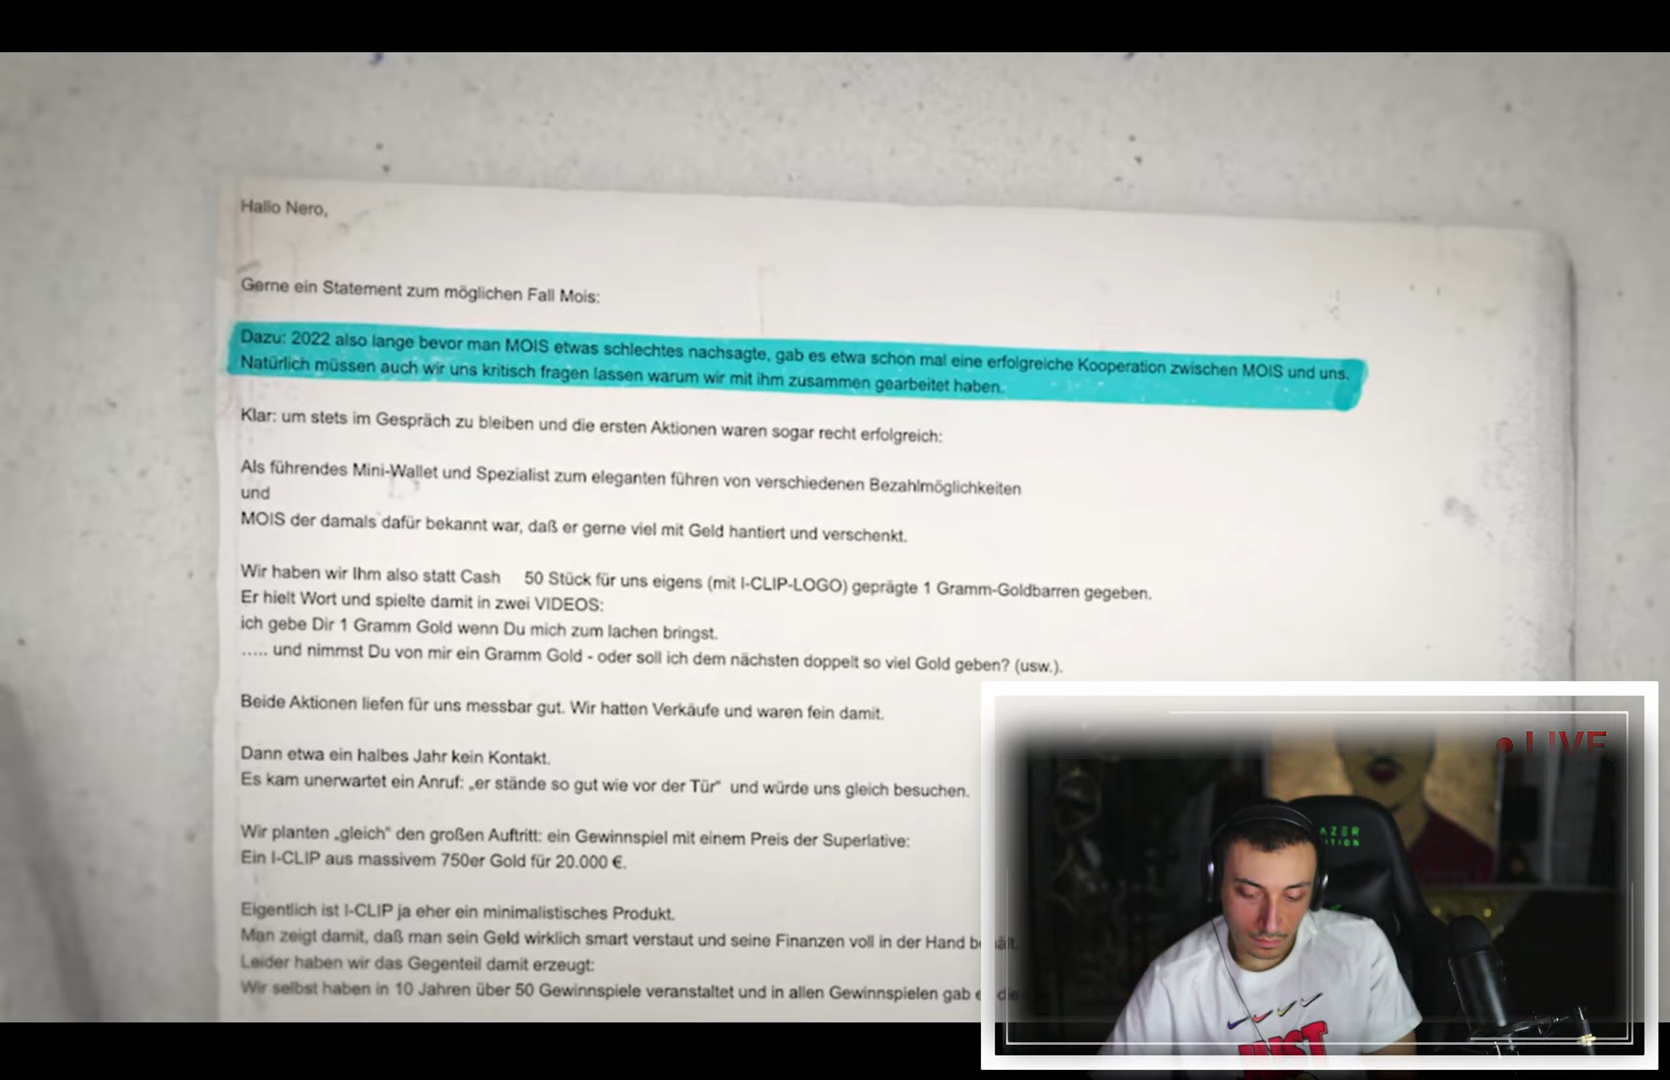 Hallo Nero,
Gerne ein Statement zum möglichen Fall Mois:
Dazu: 2022 also lange bevor man MOIS etwas schlechtes nachsagte, gab es etwa schon mal eine erfolgreiche Kooperation zwischen MOIS und uns.
Natürlich müssen auch wir uns kritisch fragen lassen warum wir mit ihm zusammen gearbeitet haben.
Klar: um stets im Gespräch zu bleiben und die ersten Aktionen waren sogar recht erfolgreich:
Als führendes Mini-Wallet und Spezialist zum eleganten führen von verschiedenen Bezahlmöglichkeiten
und
MOIS der damals dafür bekannt war, daß er gerne viel mit Geld hantiert und verschenkt.
Wir haben wir Ihm also statt Cash 50 Stück für uns eigens (mit I-CLIP-LOGO) geprägte 1 Gramm-Goldbarren gegeben.
Er hielt Wort und spielte damit in zwei VIDEOS:
ich gebe Dir 1 Gramm Gold wenn Du mich zum lachen bringst.
..... und nimmst Du von mir ein Gramm Gold - oder soll ich dem nächsten doppelt so viel Gold geben? (usw.).
Beide Aktionen liefen für uns messbar gut. Wir hatten Verkäufe und waren fein damit.
Dann etwa ein halbes Jahr kein Kontakt.
Es kam unerwartet ein Anruf: „er stände so gut wie vor der Tür“ und würde uns gleich besuchen.
Wir planten „gleich“ den großen Auftritt: ein Gewinnspiel mit einem Preis der Superlative:
Ein I-CLIP aus massivem 750er Gold für 20.000 €.
Eigentlich ist I-CLIP ja eher ein minimalistisches Produkt.
Man zeigt damit, daß man sein Geld wirklich smart verstaut und seine Finanzen voll in der Hand
Leider haben wir das Gegenteil damit erzeugt:
Wir selbst haben in 10 Jahren über 50 Gewinnspiele veranstaltet und in allen Gewinnspielen gab
LIVE
AZER
JUST